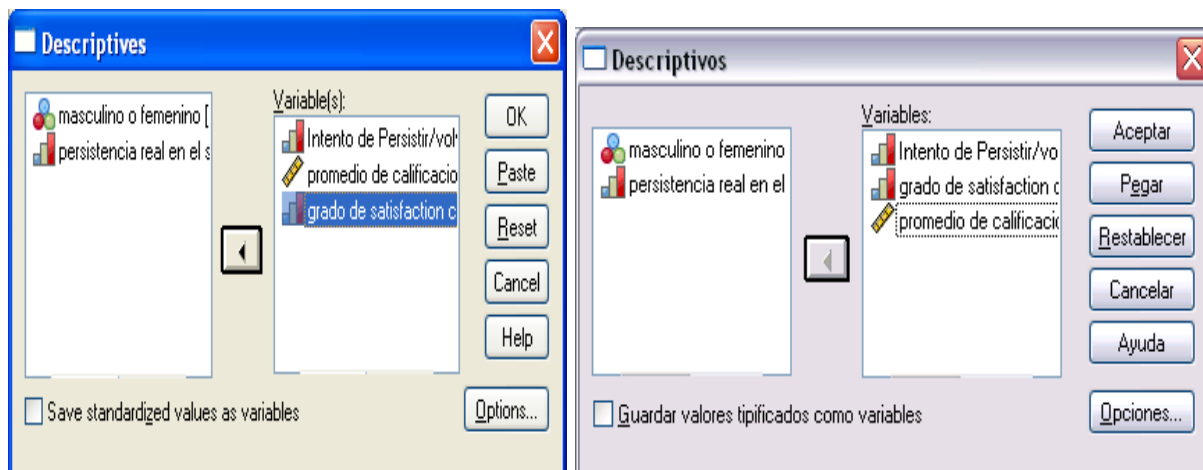 Descriptives
masculino o femenino [
persistencia real en el s
Variable(s):
Intento de Persistir/vol
promedio de calificacio
grado de satisfaction c
OK
Paste
Reset
Cancel
Help
Save standardized values as variables
Options...
Descriptivos
masculino o femenino
persistencia real en el
Variables:
Intento de Persistir/vo
grado de satisfaction c
promedio de calificacio
Aceptar
Pegar
Restablecer
Cancelar
Ayuda
Guardar valores tipificados como variables
Opciones...